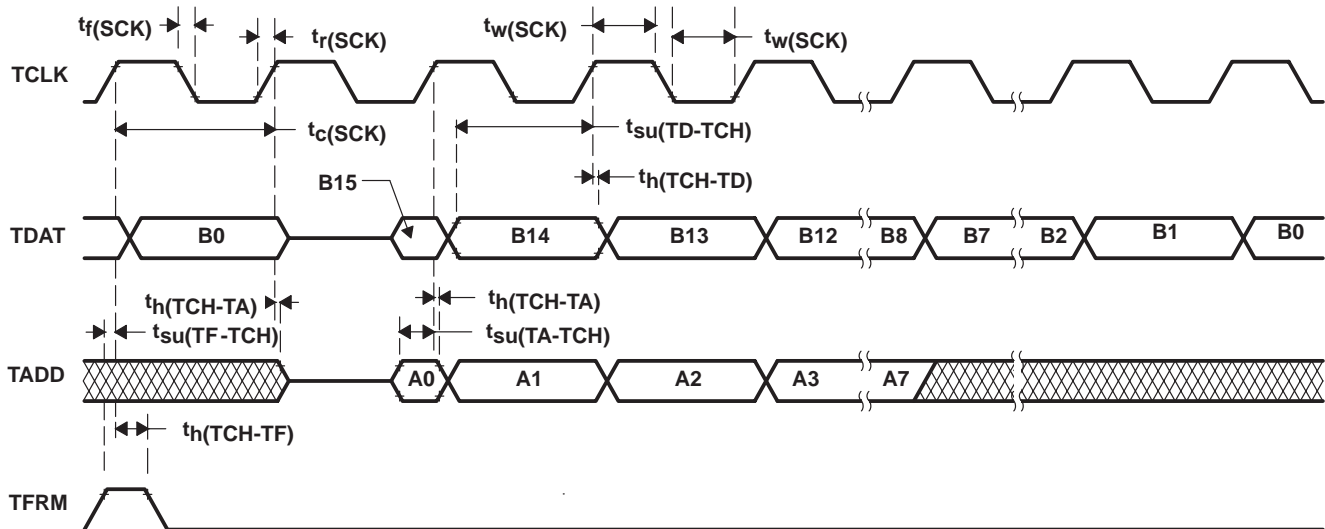 tf(SCK)
tr(SCK)
tw(SCK)
tw(SCK)
TCLK
tc(SCK)
tsu(TD-TCH)
B15
th(TCH-TD)
TDAT
B0
B14
B13
B12
B8
B7
B2
B1
B0
th(TCH-TA)
th(TCH-TA)
tsu(TF-TCH)
tsu(TA-TCH)
TADD
A0
A1
A2
A3
A7
th(TCH-TF)
TFRM